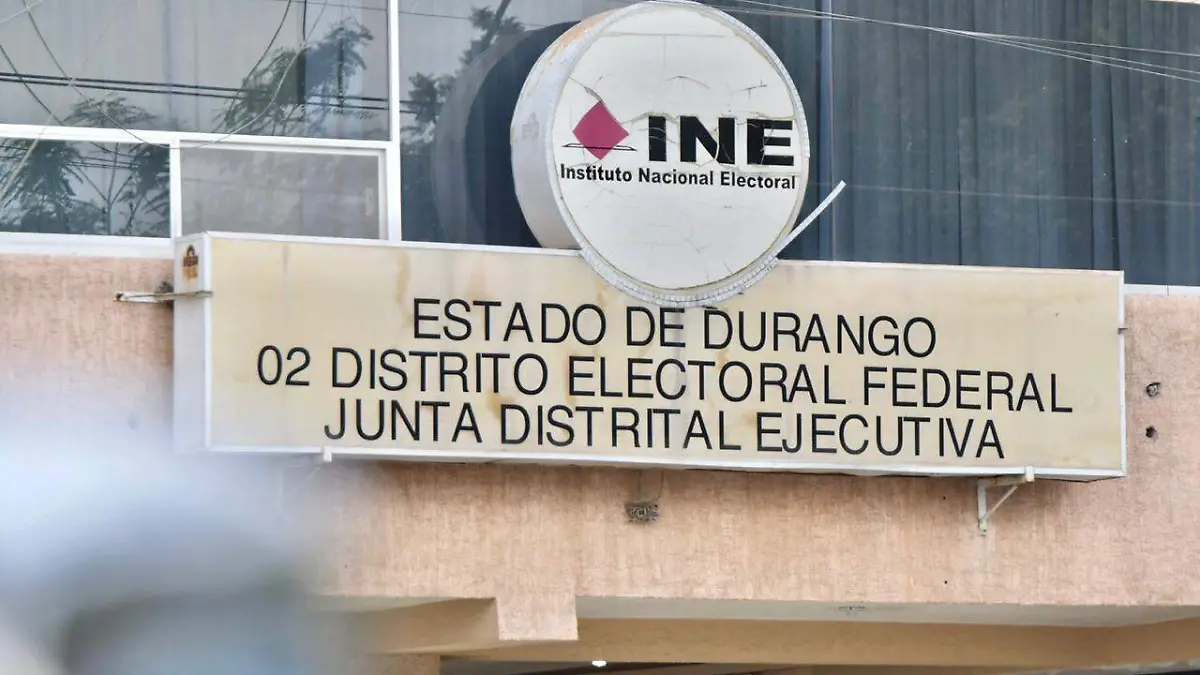 INE
Instituto Nacional Electoral
ESTADO DE DURANGO
02 DISTRITO ELECTORAL FEDERAL
JUNTA DISTRITAL EJECUTIVA